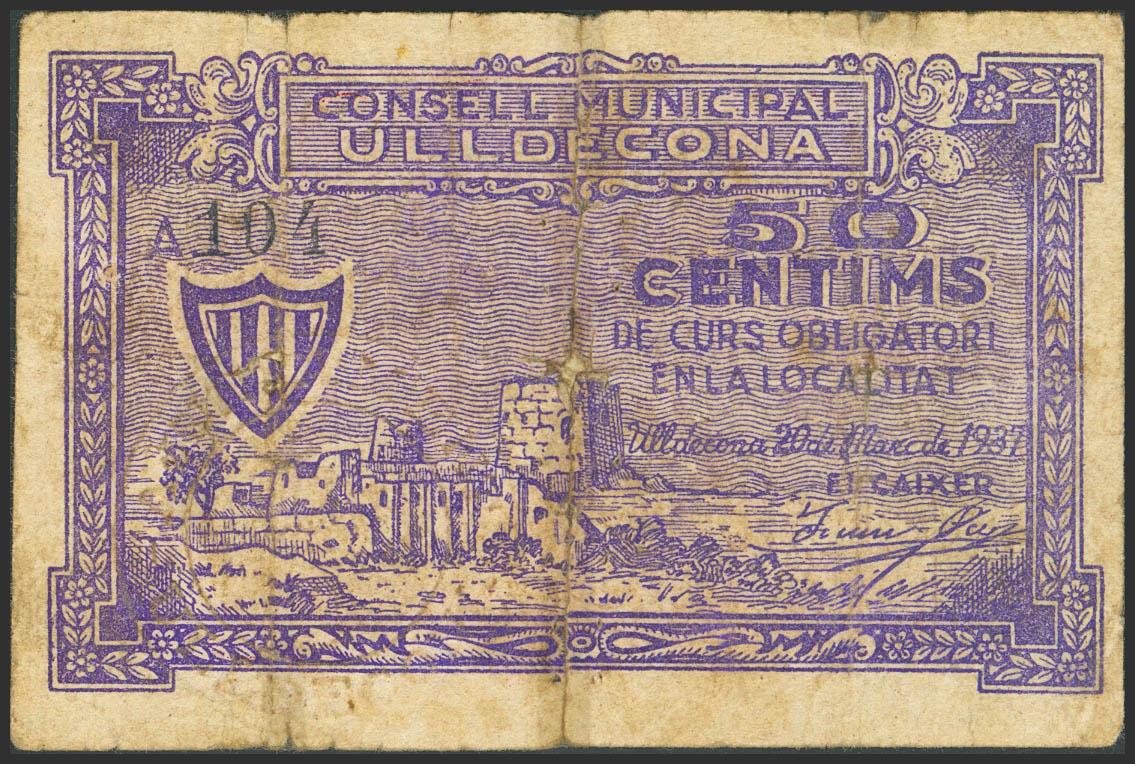 CONSELL MUNICIPAL
ULLDECONA
A 104
50
CENTIMS
DE CURS OBLIGATORI
EN LA LOCALITAT
Ulldecona 20 de Març de 1937
EL CAIXER